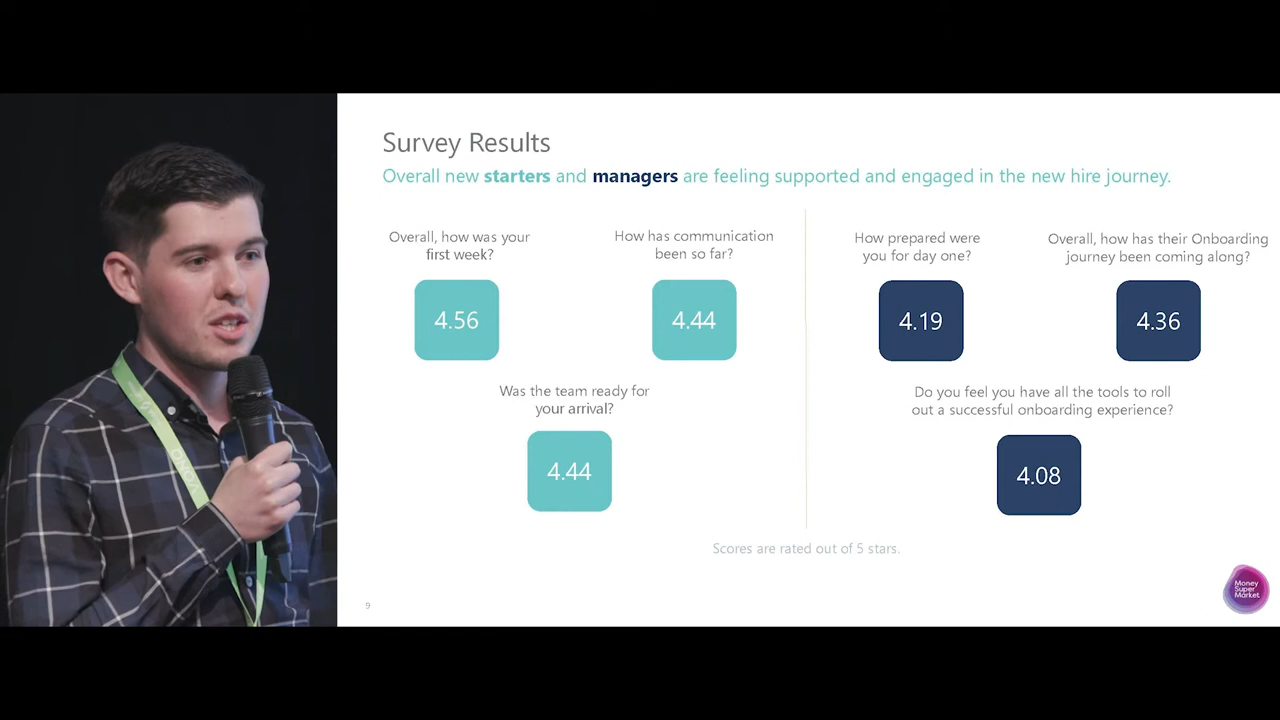 Survey Results
Overall new starters and managers are feeling supported and engaged in the new hire journey.
Overall, how was your
first week?
4.56
How has communication
been so far?
4.44
Was the team ready for
your arrival?
4.44
How prepared were
you for day one?
4.19
Overall, how has their Onboarding
journey been coming along?
4.36
Do you feel you have all the tools to roll
out a successful onboarding experience?
4.08
Scores are rated out of 5 stars.
9
Money
Super
Market